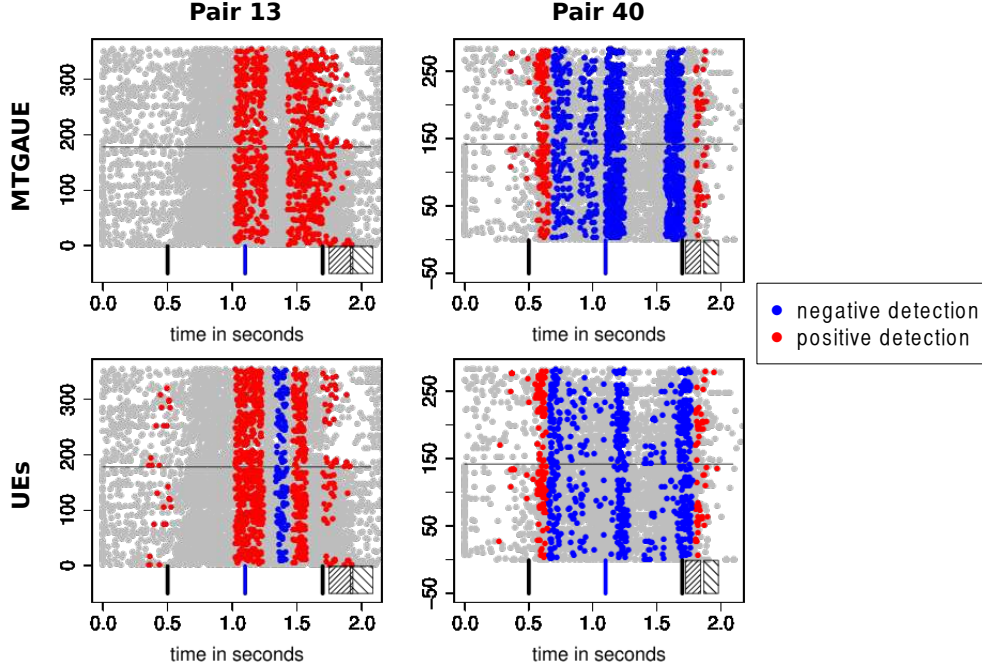 Pair 13
Pair 40
MTGAUE
0 100 200 300
0.0 0.5 1.0 1.5 2.0
time in seconds
−50 50 150 250
0.0 0.5 1.0 1.5 2.0
time in seconds
negative detection
positive detection
UEs
0 100 200 300
0.0 0.5 1.0 1.5 2.0
time in seconds
−50 50 150 250
0.0 0.5 1.0 1.5 2.0
time in seconds